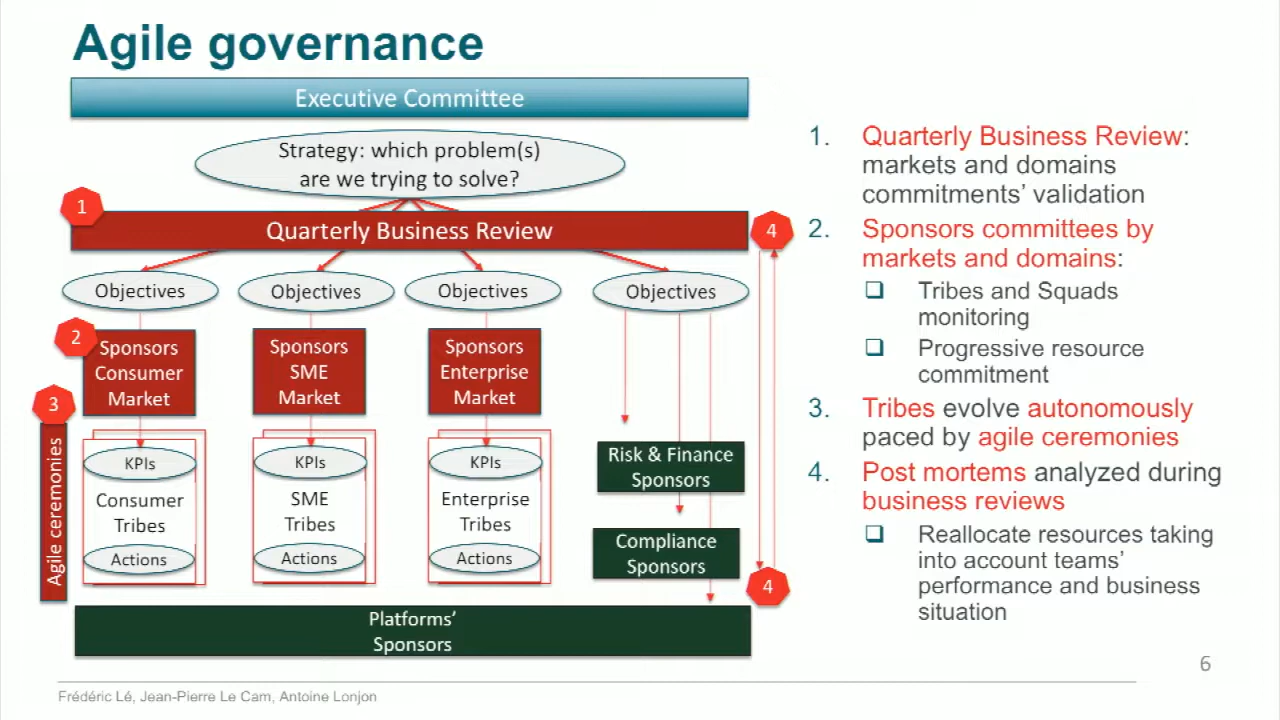 Agile governance
Executive Committee
Strategy: which problem(s)
are we trying to solve?
1
Quarterly Business Review
4
Objectives
Objectives
Objectives
Objectives
2
Sponsors
Consumer
Market
Sponsors
SME
Market
Sponsors
Enterprise
Market
3
Agile ceremonies
KPIs
Consumer
Tribes
Actions
KPIs
SME
Tribes
Actions
KPIs
Enterprise
Tribes
Actions
Risk & Finance
Sponsors
Compliance
Sponsors
4
Platforms’
Sponsors
1. Quarterly Business Review:
markets and domains
commitments’ validation
2. Sponsors committees by
markets and domains:
Tribes and Squads
monitoring
Progressive resource
commitment
3. Tribes evolve autonomously
paced by agile ceremonies
4. Post mortems analyzed during
business reviews
Reallocate resources taking
into account teams’
performance and business
situation
6
Frédéric Lé, Jean-Pierre Le Cam, Antoine Lonjon